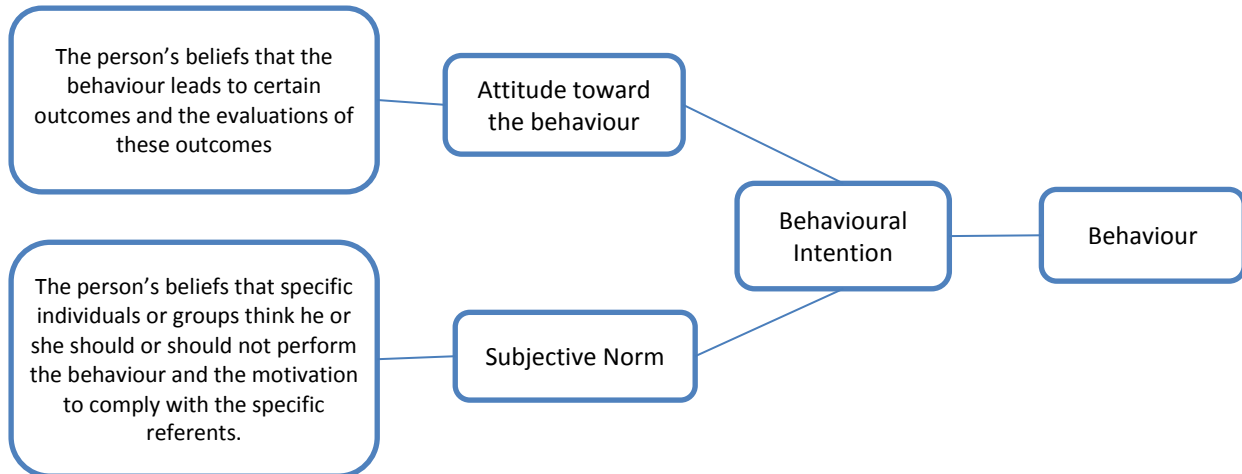 The person’s beliefs that the
behaviour leads to certain
outcomes and the evaluations of
these outcomes
Attitude toward
the behaviour
Behavioural
Intention
Behaviour
The person’s beliefs that specific
individuals or groups think he or
she should or should not perform
the behaviour and the motivation
to comply with the specific
referents.
Subjective Norm